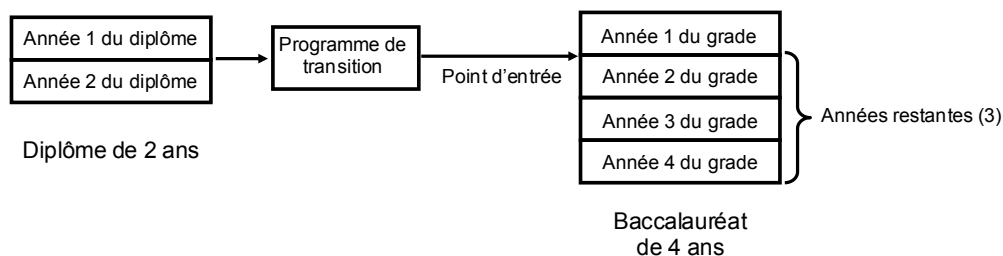 Année 1 du diplôme
Année 2 du diplôme
Diplôme de 2 ans
Programme de
transition
Point d'entrée
Année 1 du grade
Année 2 du grade
Année 3 du grade
Année 4 du grade
Baccalauréat
de 4 ans
Années restantes (3)